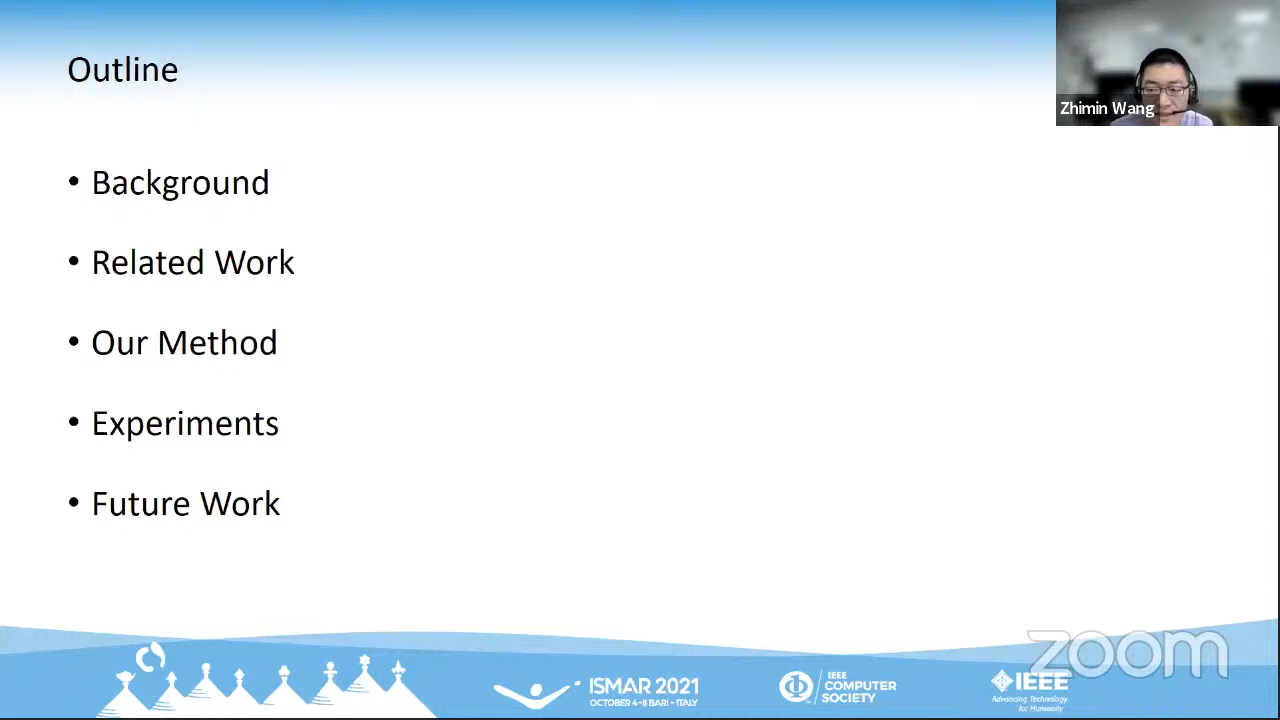 Outline
Zhimin Wang
• Background
• Related Work
• Our Method
• Experiments
• Future Work
zoom
ISMAR 2021
OCTOBER 4-8 BARI - ITALY
IEEE
COMPUTER
SOCIETY
IEEE
Advancing Technology
for Humanity